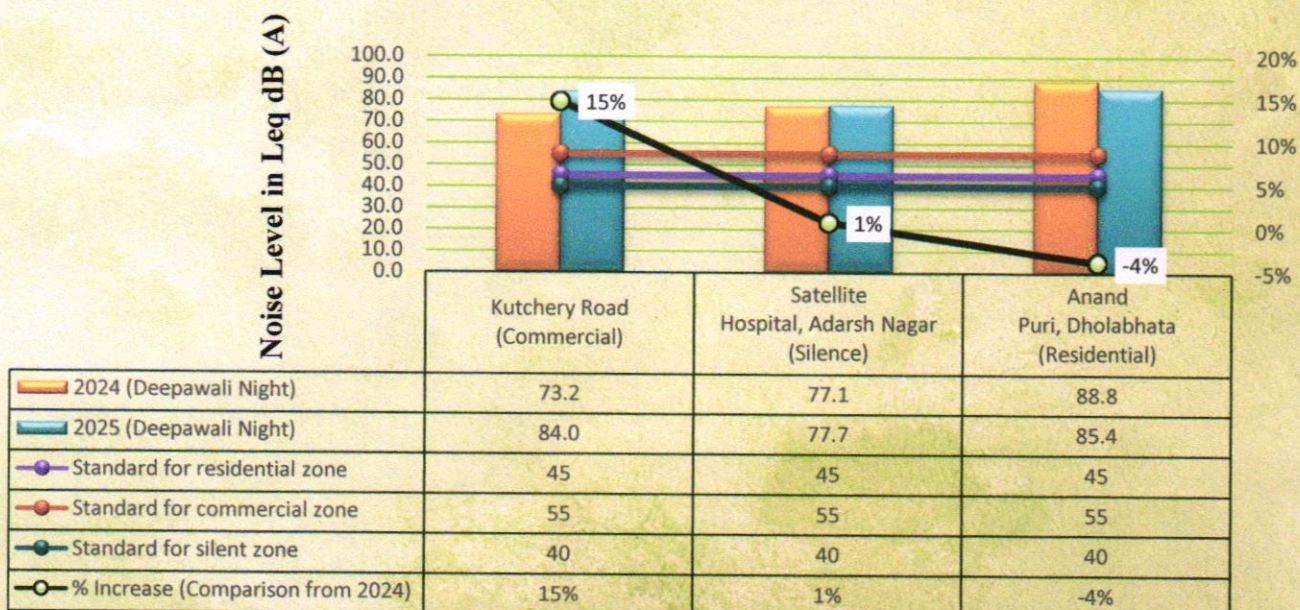 Noise Level in Leq dB (A)
100.0
90.0
80.0
70.0
60.0
50.0
40.0
30.0
20.0
10.0
0.0
20%
15%
10%
5%
0%
-5%
15%
1%
-4%
Kutchery Road
(Commercial)
Satellite
Hospital, Adarsh Nagar
(Silence)
Anand
Puri, Dholabhata
(Residential)
2024 (Deepawali Night) 73.2 77.1 88.8
2025 (Deepawali Night) 84.0 77.7 85.4
Standard for residential zone 45 45 45
Standard for commercial zone 55 55 55
Standard for silent zone 40 40 40
% Increase (Comparison from 2024) 15% 1% -4%